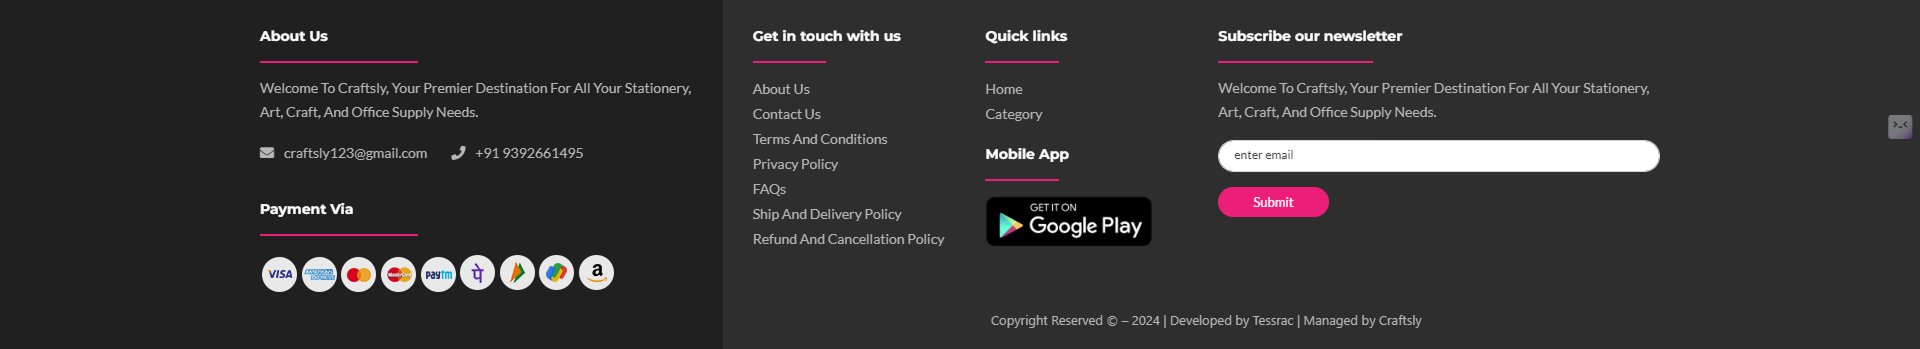 About Us
Welcome To Craftsly, Your Premier Destination For All Your Stationery,
Art, Craft, And Office Supply Needs.
craftsly123@gmail.com +91 9392661495
Payment Via
VISA AMERICAN EXPRESS MasterCard paytm पे a
Get in touch with us
About Us
Contact Us
Terms And Conditions
Privacy Policy
FAQs
Ship And Delivery Policy
Refund And Cancellation Policy
Quick links
Home
Category
Mobile App
GET IT ON
Google Play
Subscribe our newsletter
Welcome To Craftsly, Your Premier Destination For All Your Stationery,
Art, Craft, And Office Supply Needs.
enter email
Submit
Copyright Reserved © – 2024 | Developed by Tessrac | Managed by Craftsly